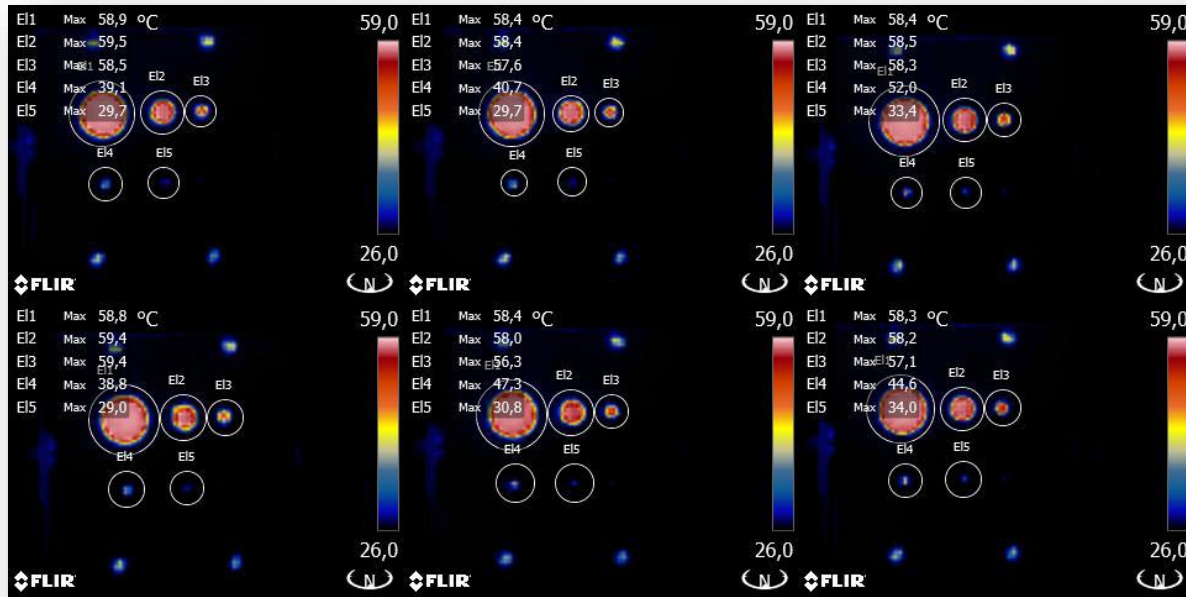 El1 Max 58,9 °C 59,0
El2 Max 59,5
El3 Max 58,5
El4 Max 39,1
El5 Max 29,7
El1
El2
El3
El4
El5
26,0
FLIR
N
El1 Max 58,4 °C 59,0
El2 Max 58,4
El3 Max 57,6
El4 Max 40,7
El5 Max 29,7
El1
El2
El3
El4
El5
26,0
FLIR
N
El1 Max 58,4 °C 59,0
El2 Max 58,5
El3 Max 58,3
El4 Max 52,0
El5 Max 33,4
El1
El2
El3
El4
El5
26,0
FLIR
N
El1 Max 58,8 °C 59,0
El2 Max 59,4
El3 Max 59,4
El4 Max 38,8
El5 Max 29,0
El1
El2
El3
El4
El5
26,0
FLIR
N
El1 Max 58,4 °C 59,0
El2 Max 58,0
El3 Max 56,3
El4 Max 47,3
El5 Max 30,8
El1
El2
El3
El4
El5
26,0
FLIR
N
El1 Max 58,3 °C 59,0
El2 Max 58,2
El3 Max 57,1
El4 Max 44,6
El5 Max 34,0
El1
El2
El3
El4
El5
26,0
FLIR
N